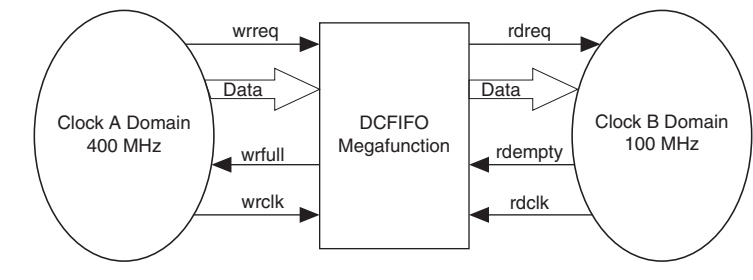 wrreq
Data
wrfull
wrclk
Clock A Domain
400 MHz
DCFIFO
Megafunction
rdreq
Data
rdempty
rdclk
Clock B Domain
100 MHz